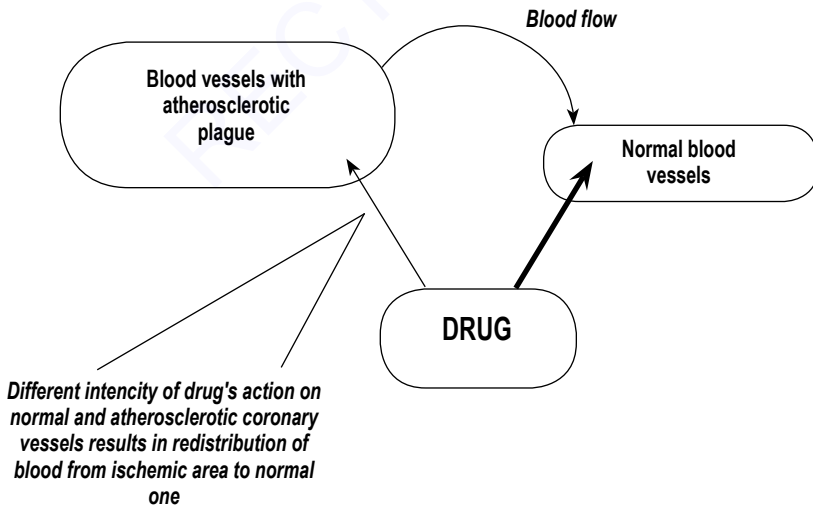 Blood flow
Blood vessels with
atherosclerotic
plague
Normal blood
vessels
DRUG
Different intencity of drug's action on
normal and atherosclerotic coronary
vessels results in redistribution of
blood from ischemic area to normal
one